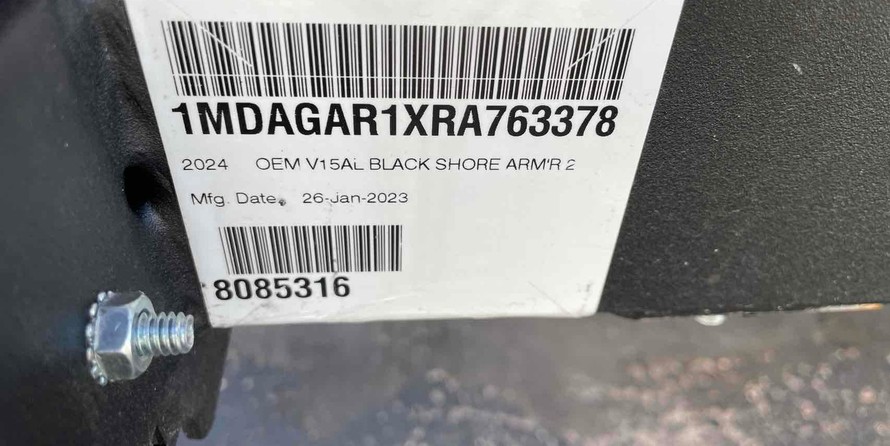 1MDAGAR1XRA763378
2024 OEM V15AL BLACK SHORE ARM'R 2
Mfg. Date. 26-Jan-2023
8085316